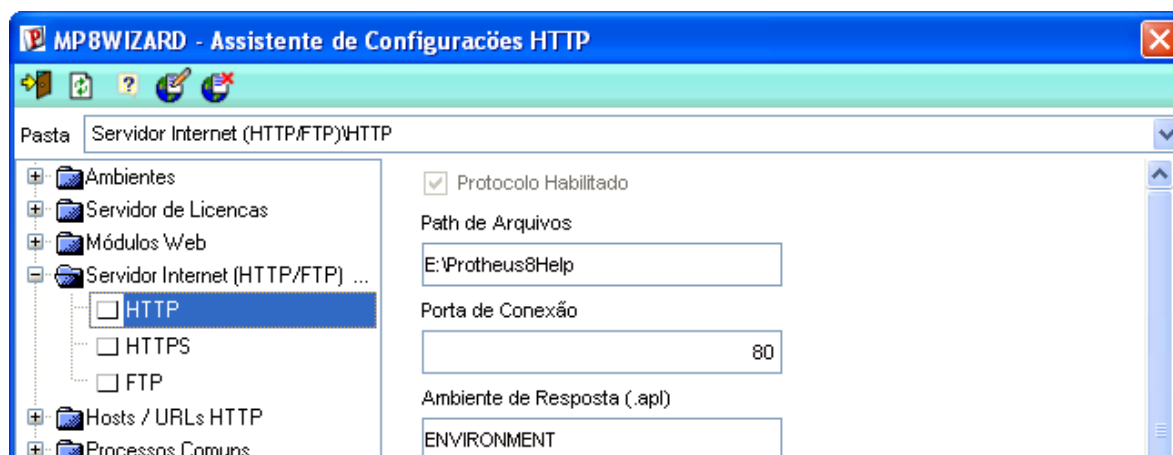 MP8WIZARD - Assistente de Configuracöes HTTP
Pasta Servidor Internet (HTTP/FTP)\HTTP
Ambientes
Servidor de Licencas
Módulos Web
Servidor Internet (HTTP/FTP) ...
HTTP
HTTPS
FTP
Hosts / URLs HTTP
Processos Comuns
Protocolo Habilitado
Path de Arquivos
E:\Protheus8Help
Porta de Conexão
80
Ambiente de Resposta (.apl)
ENVIRONMENT